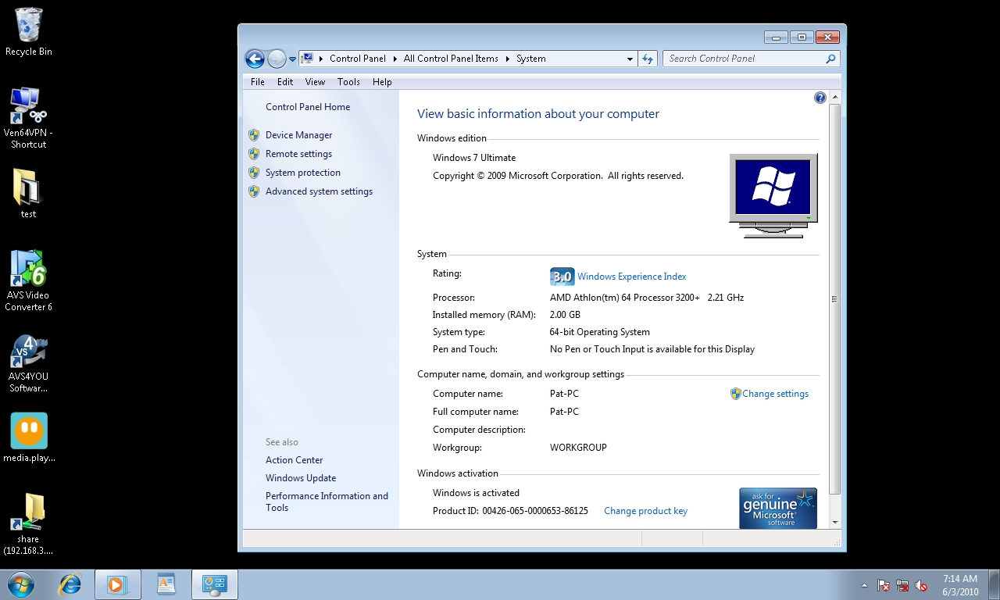 Recycle Bin
Ven64VPN -
Shortcut
test
AVS Video
Converter 6
AVS4YOU
Softwar...
media.play...
share
(192.168.3....
Control Panel
All Control Panel Items
System
Search Control Panel
File Edit View Tools Help
Control Panel Home
Device Manager
Remote settings
System protection
Advanced system settings
See also
Action Center
Windows Update
Performance Information and
Tools
View basic information about your computer
Windows edition
Windows 7 Ultimate
Copyright © 2009 Microsoft Corporation. All rights reserved.
System
Rating: 3.0 Windows Experience Index
Processor: AMD Athlon(tm) 64 Processor 3200+ 2.21 GHz
Installed memory (RAM): 2.00 GB
System type: 64-bit Operating System
Pen and Touch: No Pen or Touch Input is available for this Display
Computer name, domain, and workgroup settings
Computer name: Pat-PC Change settings
Full computer name: Pat-PC
Computer description:
Workgroup: WORKGROUP
Windows activation
Windows is activated
Product ID: 00426-065-0000653-86125 Change product key
ask for
genuine
Microsoft®
software
7:14 AM
6/3/2010